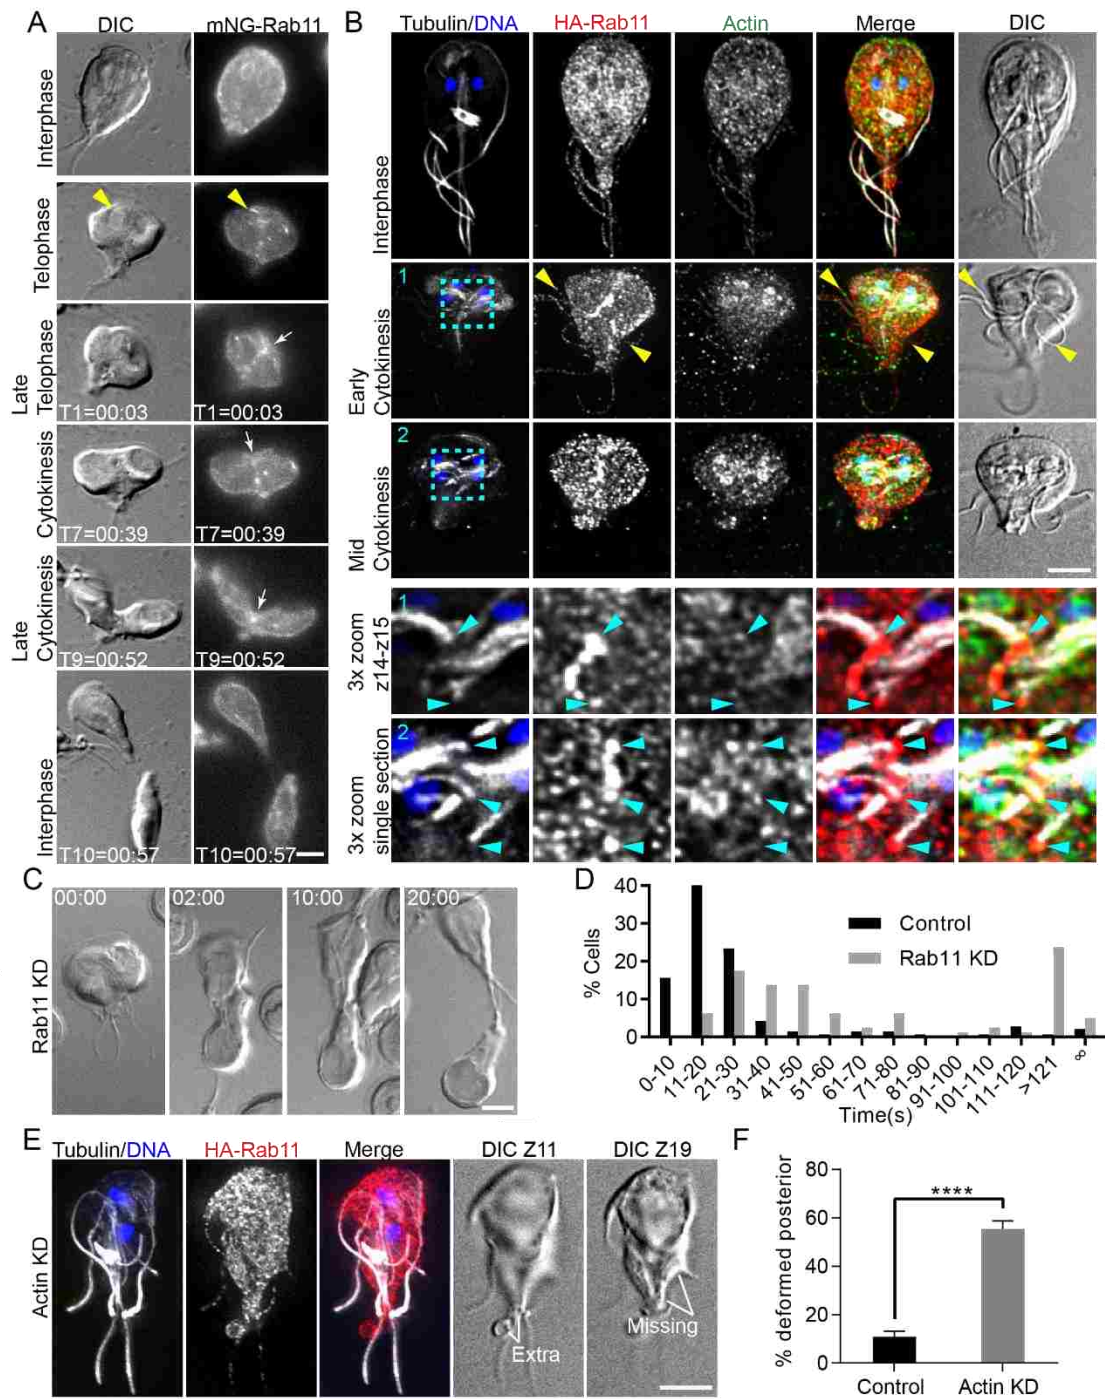 A
DIC
mNG-Rab11
Interphase
Telophase
Late
Telophase
T1=00:03
T1=00:03
Cytokinesis
T7=00:39
T7=00:39
Late
Cytokinesis
T9=00:52
T9=00:52
Interphase
T10=00:57
T10=00:57
B
Tubulin/DNA
HA-Rab11
Actin
Merge
DIC
Interphase
1
Early
Cytokinesis
2
Mid
Cytokinesis
1
3x zoom
z14-z15
2
3x zoom
single section
C
00:00
02:00
10:00
20:00
Rab11 KD
D
% Cells
40
30
20
10
0
Control
Rab11 KD
0-10
11-20
21-30
31-40
41-50
51-60
61-70
71-80
81-90
91-100
101-110
111-120
>121
∞
Time(s)
E
Tubulin/DNA
HA-Rab11
Merge
DIC Z11
DIC Z19
Actin KD
Extra
Missing
F
% deformed posterior
80
60
40
20
0
****
Control
Actin KD